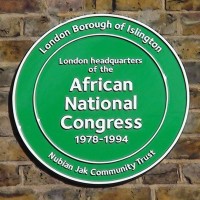 London Borough of Islington
London headquarters
of the
African
National
Congress
1978-1994
Nubian Jak Community Trust